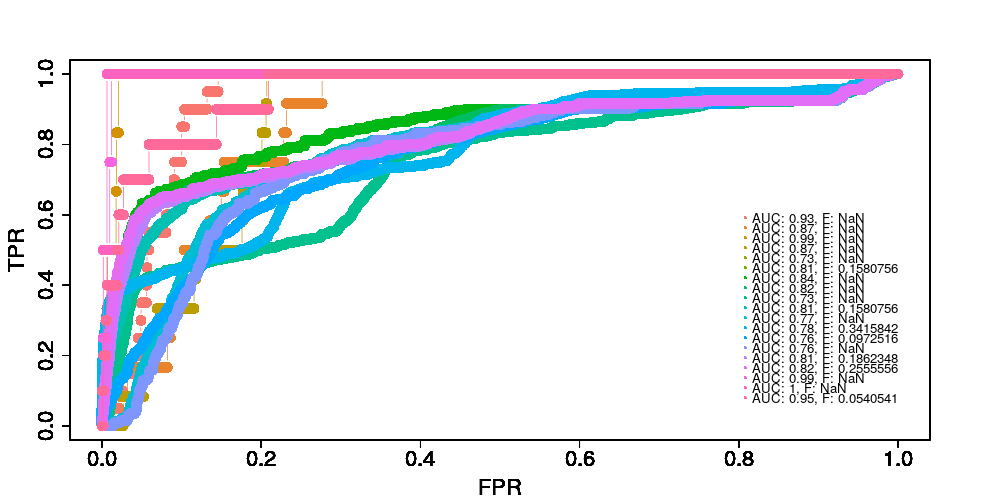 1.0
0.8
0.6
0.4
0.2
0.0
TPR
0.0 0.2 0.4 0.6 0.8 1.0
FPR
AUC: 0.93, F: NaN
AUC: 0.87, F: NaN
AUC: 0.99, F: NaN
AUC: 0.87, F: NaN
AUC: 0.73, F: NaN
AUC: 0.81, F: 0.1580756
AUC: 0.84, F: NaN
AUC: 0.82, F: NaN
AUC: 0.73, F: NaN
AUC: 0.81, F: 0.1580756
AUC: 0.77, F: NaN
AUC: 0.78, F: 0.3415842
AUC: 0.76, F: 0.0972516
AUC: 0.76, F: NaN
AUC: 0.81, F: 0.1862348
AUC: 0.82, F: 0.2555556
AUC: 0.99, F: NaN
AUC: 1, F: NaN
AUC: 0.95, F: 0.0540541